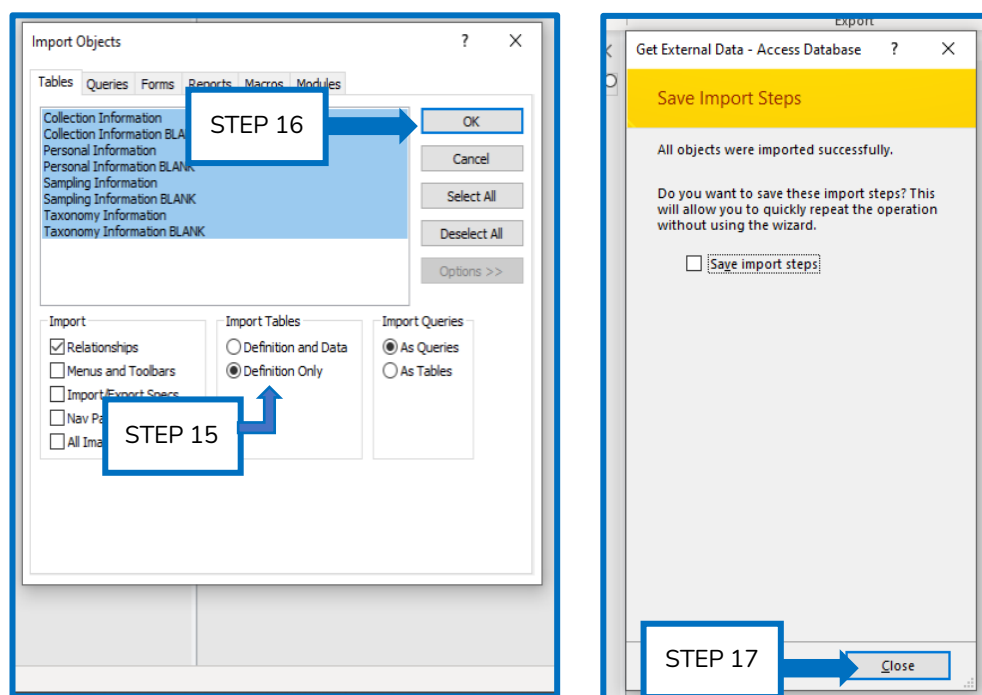 Import Objects
? X
Tables Queries Forms Reports Macros Modules
Collection Information
Collection Information BLA
Personal Information
Personal Information BLANK
Sampling Information
Sampling Information BLANK
Taxonomy Information
Taxonomy Information BLANK
STEP 16
OK
Cancel
Select All
Deselect All
Options >>
Import
Relationships
Menus and Toolbars
Import/Export Specs
Nav Pa
All Ima
Import Tables
Definition and Data
Definition Only
Import Queries
As Queries
As Tables
STEP 15
Export
Get External Data - Access Database ? X
Save Import Steps
All objects were imported successfully.
Do you want to save these import steps? This
will allow you to quickly repeat the operation
without using the wizard.
Save import steps
STEP 17
Close